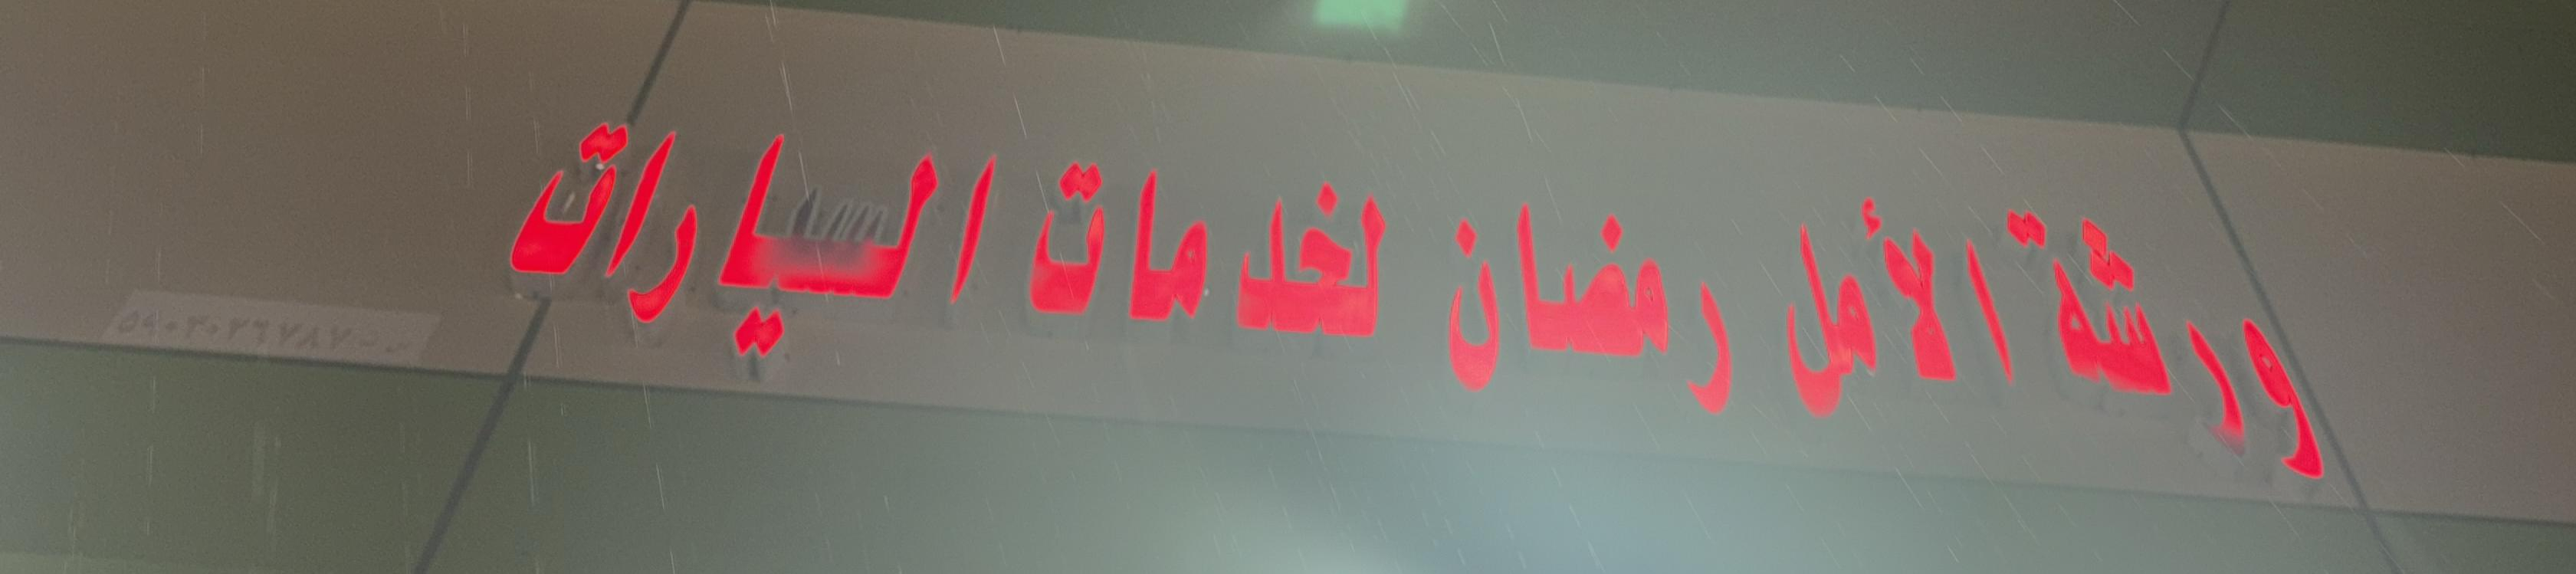 ورشة الأمل رمضان لخدمات السيارات